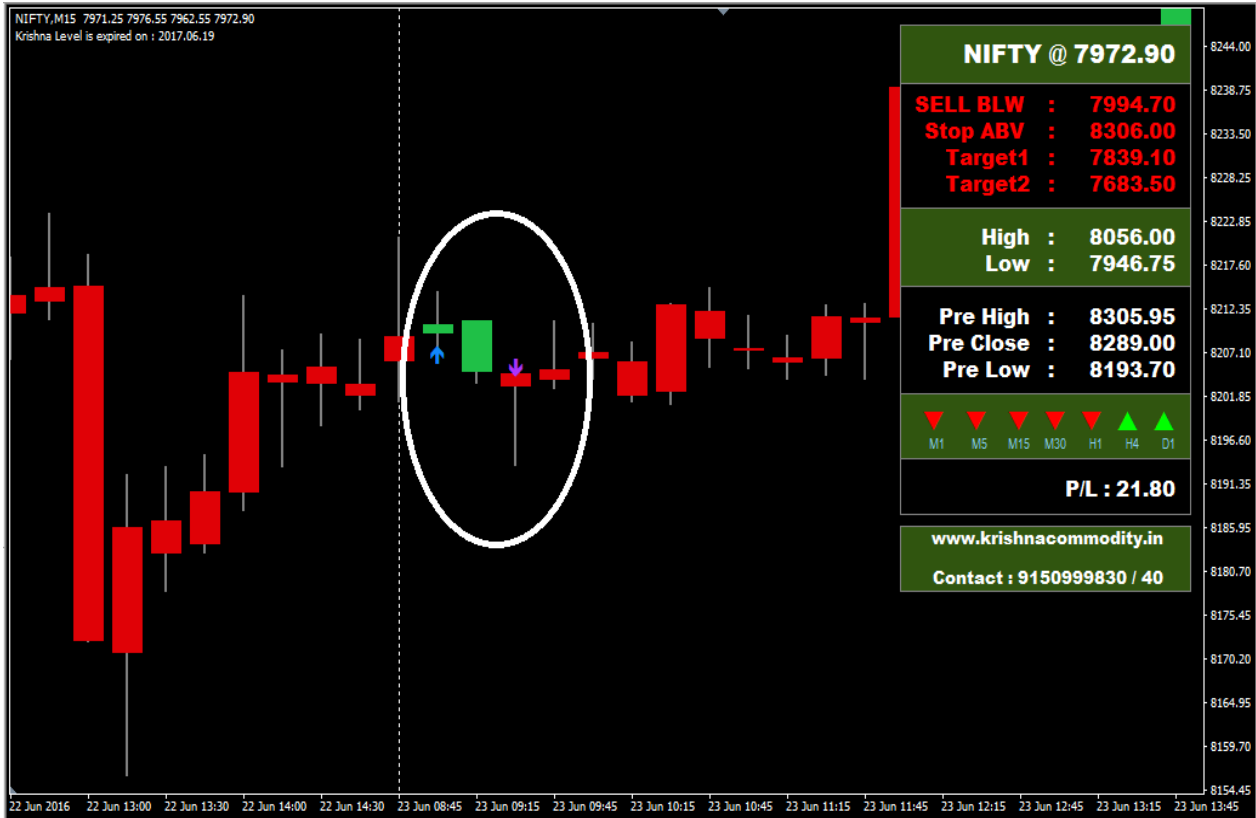 NIFTY,M15 7971.25 7976.55 7962.55 7972.90
Krishna Level is expired on : 2017.06.19
NIFTY @ 7972.90
SELL BLW : 7994.70
Stop ABV : 8306.00
Target1 : 7839.10
Target2 : 7683.50
High : 8056.00
Low : 7946.75
Pre High : 8305.95
Pre Close : 8289.00
Pre Low : 8193.70
M1 M5 M15 M30 H1 H4 D1
P/L : 21.80
www.krishnacommodity.in
Contact : 9150999830 / 40
8244.00
8238.75
8233.50
8228.25
8222.85
8217.60
8212.35
8207.10
8201.85
8196.60
8191.35
8185.95
8180.70
8175.45
8170.20
8164.95
8159.70
8154.45
22 Jun 2016 22 Jun 13:00 22 Jun 13:30 22 Jun 14:00 22 Jun 14:30 23 Jun 08:45 23 Jun 09:15 23 Jun 09:45 23 Jun 10:15 23 Jun 10:45 23 Jun 11:15 23 Jun 11:45 23 Jun 12:15 23 Jun 12:45 23 Jun 13:15 23 Jun 13:45